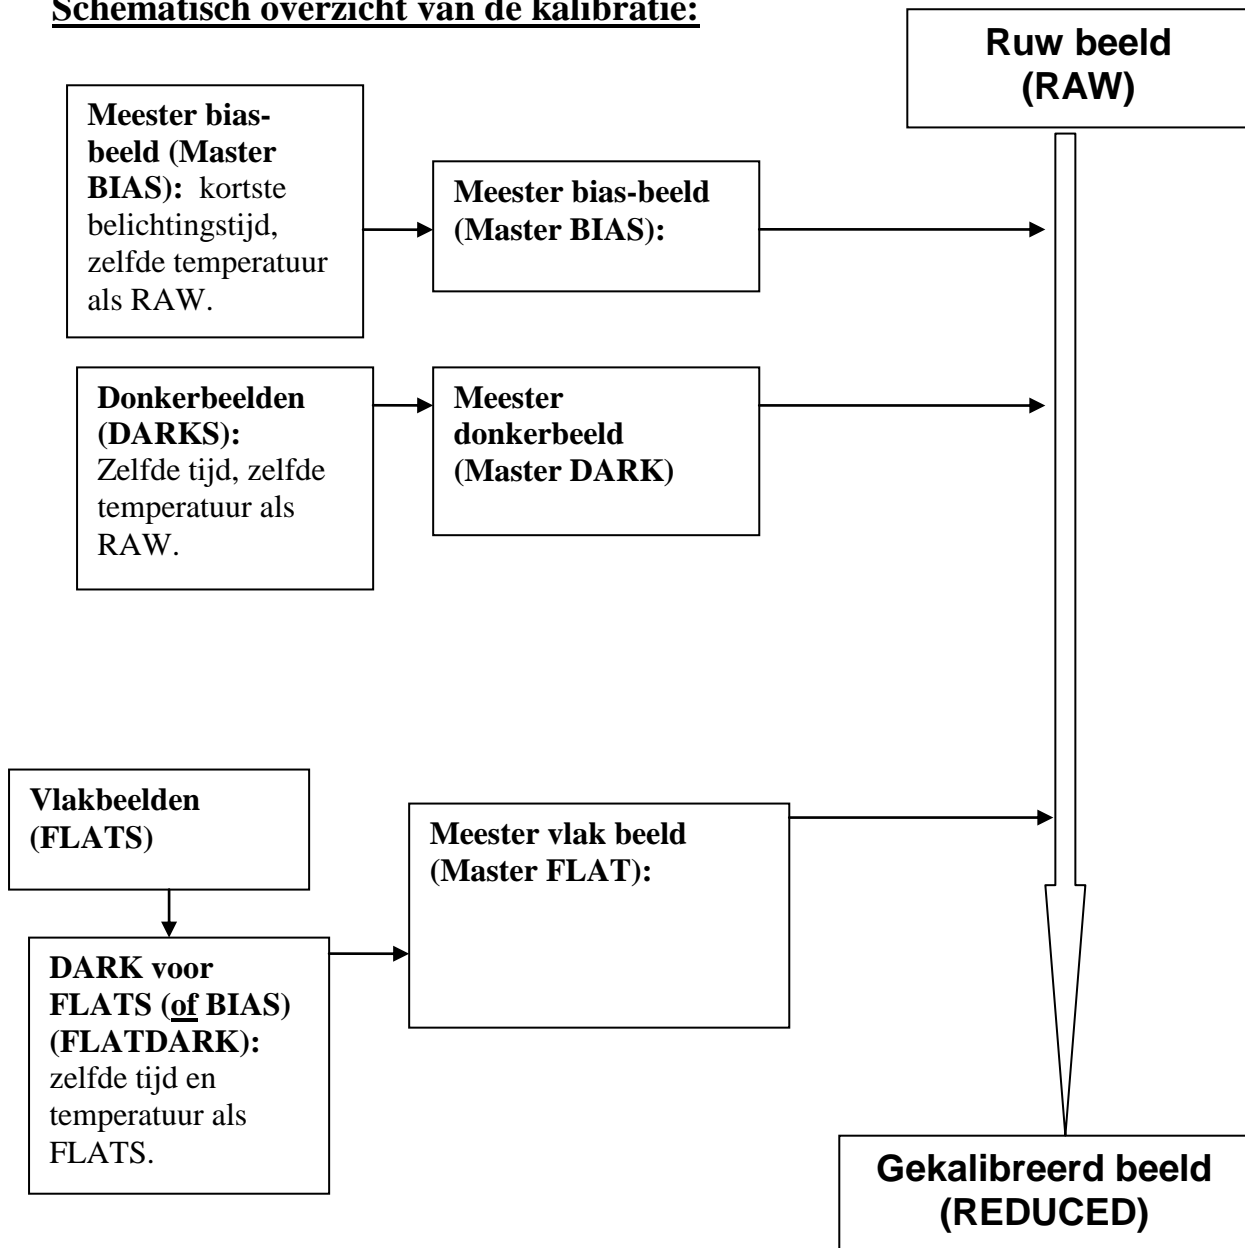 Schematisch overzicht van de kalibratie:
Ruw beeld
(RAW)
Meester bias-
beeld (Master
BIAS): kortste
belichtingstijd,
zelfde temperatuur
als RAW.
Meester bias-beeld
(Master BIAS):
Donkerbeelden
(DARKS):
Zelfde tijd, zelfde
temperatuur als
RAW.
Meester
donkerbeeld
(Master DARK)
Vlakbeelden
(FLATS)
Meester vlak beeld
(Master FLAT):
DARK voor
FLATS (of BIAS)
(FLATDARK):
zelfde tijd en
temperatuur als
FLATS.
Gekalibreerd beeld
(REDUCED)